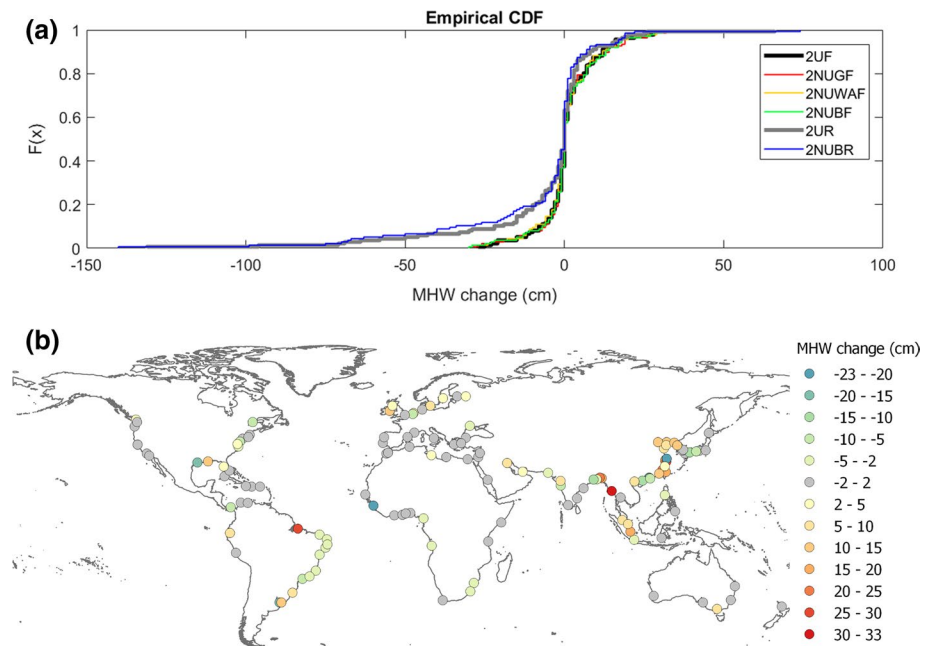 (a)
Empirical CDF
1
0.8
0.6
0.4
0.2
0
F(x)
2UF
2NUGF
2NUWAF
2NUBF
2UR
2NUBR
-150 -100 -50 0 50 100
MHW change (cm)
(b)
MHW change (cm)
-23 - -20
-20 - -15
-15 - -10
-10 - -5
-5 - -2
-2 - 2
2 - 5
5 - 10
10 - 15
15 - 20
20 - 25
25 - 30
30 - 33